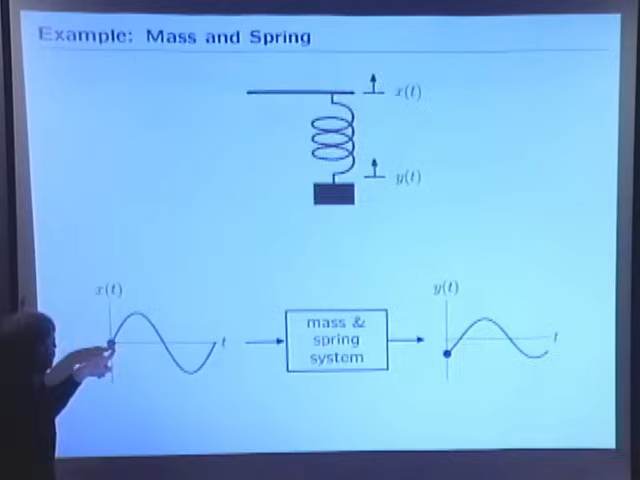 Example: Mass and Spring
x(t)
y(t)
x(t)
t
mass &
spring
system
y(t)
t